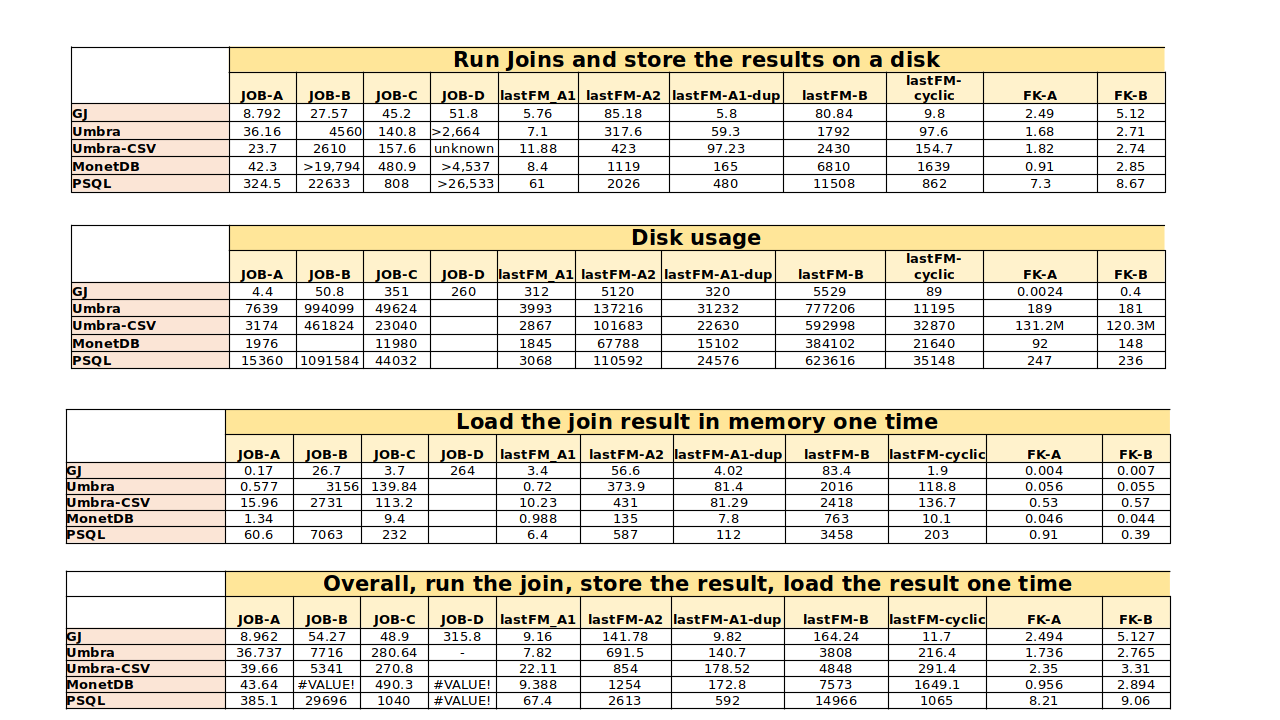 Run Joins and store the results on a disk
JOB-A JOB-B JOB-C JOB-D lastFM_A1 lastFM-A2 lastFM-A1-dup lastFM-B lastFM-cyclic FK-A FK-B
GJ 8.792 27.57 45.2 51.8 5.76 85.18 5.8 80.84 9.8 2.49 5.12
Umbra 36.16 4560 140.8 >2,664 7.1 317.6 59.3 1792 97.6 1.68 2.71
Umbra-CSV 23.7 2610 157.6 unknown 11.88 423 97.23 2430 154.7 1.82 2.74
MonetDB 42.3 >19,794 480.9 >4,537 8.4 1119 165 6810 1639 0.91 2.85
PSQL 324.5 22633 808 >26,533 61 2026 480 11508 862 7.3 8.67
Disk usage
JOB-A JOB-B JOB-C JOB-D lastFM_A1 lastFM-A2 lastFM-A1-dup lastFM-B lastFM-cyclic FK-A FK-B
GJ 4.4 50.8 351 260 312 5120 320 5529 89 0.0024 0.4
Umbra 7639 994099 49624 3993 137216 31232 777206 11195 189 181
Umbra-CSV 3174 461824 23040 2867 101683 22630 592998 32870 131.2M 120.3M
MonetDB 1976 11980 1845 67788 15102 384102 21640 92 148
PSQL 15360 1091584 44032 3068 110592 24576 623616 35148 247 236
Load the join result in memory one time
JOB-A JOB-B JOB-C JOB-D lastFM_A1 lastFM-A2 lastFM-A1-dup lastFM-B lastFM-cyclic FK-A FK-B
GJ 0.17 26.7 3.7 264 3.4 56.6 4.02 83.4 1.9 0.004 0.007
Umbra 0.577 3156 139.84 0.72 373.9 81.4 2016 118.8 0.056 0.055
Umbra-CSV 15.96 2731 113.2 10.23 431 81.29 2418 136.7 0.53 0.57
MonetDB 1.34 9.4 0.988 135 7.8 763 10.1 0.046 0.044
PSQL 60.6 7063 232 6.4 587 112 3458 203 0.91 0.39
Overall, run the join, store the result, load the result one time
JOB-A JOB-B JOB-C JOB-D lastFM_A1 lastFM-A2 lastFM-A1-dup lastFM-B lastFM-cyclic FK-A FK-B
GJ 8.962 54.27 48.9 315.8 9.16 141.78 9.82 164.24 11.7 2.494 5.127
Umbra 36.737 7716 280.64 - 7.82 691.5 140.7 3808 216.4 1.736 2.765
Umbra-CSV 39.66 5341 270.8 22.11 854 178.52 4848 291.4 2.35 3.31
MonetDB 43.64 #VALUE! 490.3 #VALUE! 9.388 1254 172.8 7573 1649.1 0.956 2.894
PSQL 385.1 29696 1040 #VALUE! 67.4 2613 592 14966 1065 8.21 9.06